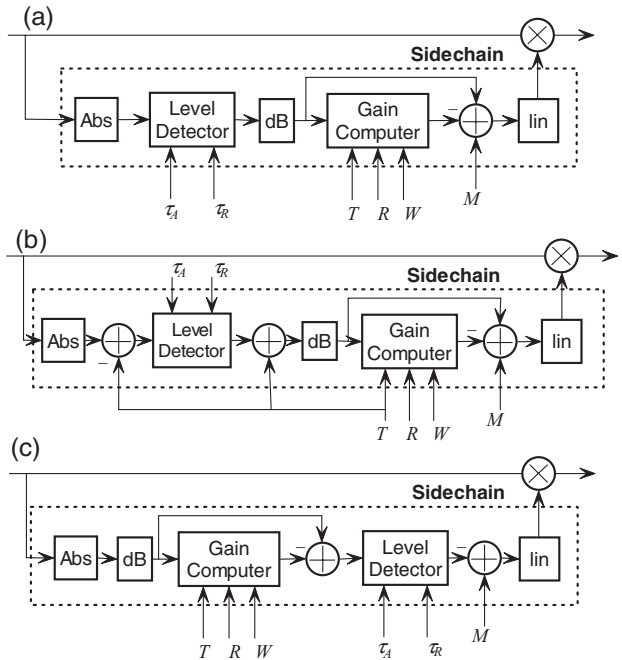 (a)
×
Sidechain
Abs
Level
Detector
dB
Gain
Computer
−
+
lin
τA
τR
T
R
W
M
(b)
×
τA
τR
Sidechain
Abs
+
−
Level
Detector
+
dB
Gain
Computer
−
+
lin
T
R
W
M
(c)
×
Sidechain
Abs
dB
Gain
Computer
−
+
Level
Detector
−
+
lin
T
R
W
τA
τR
M